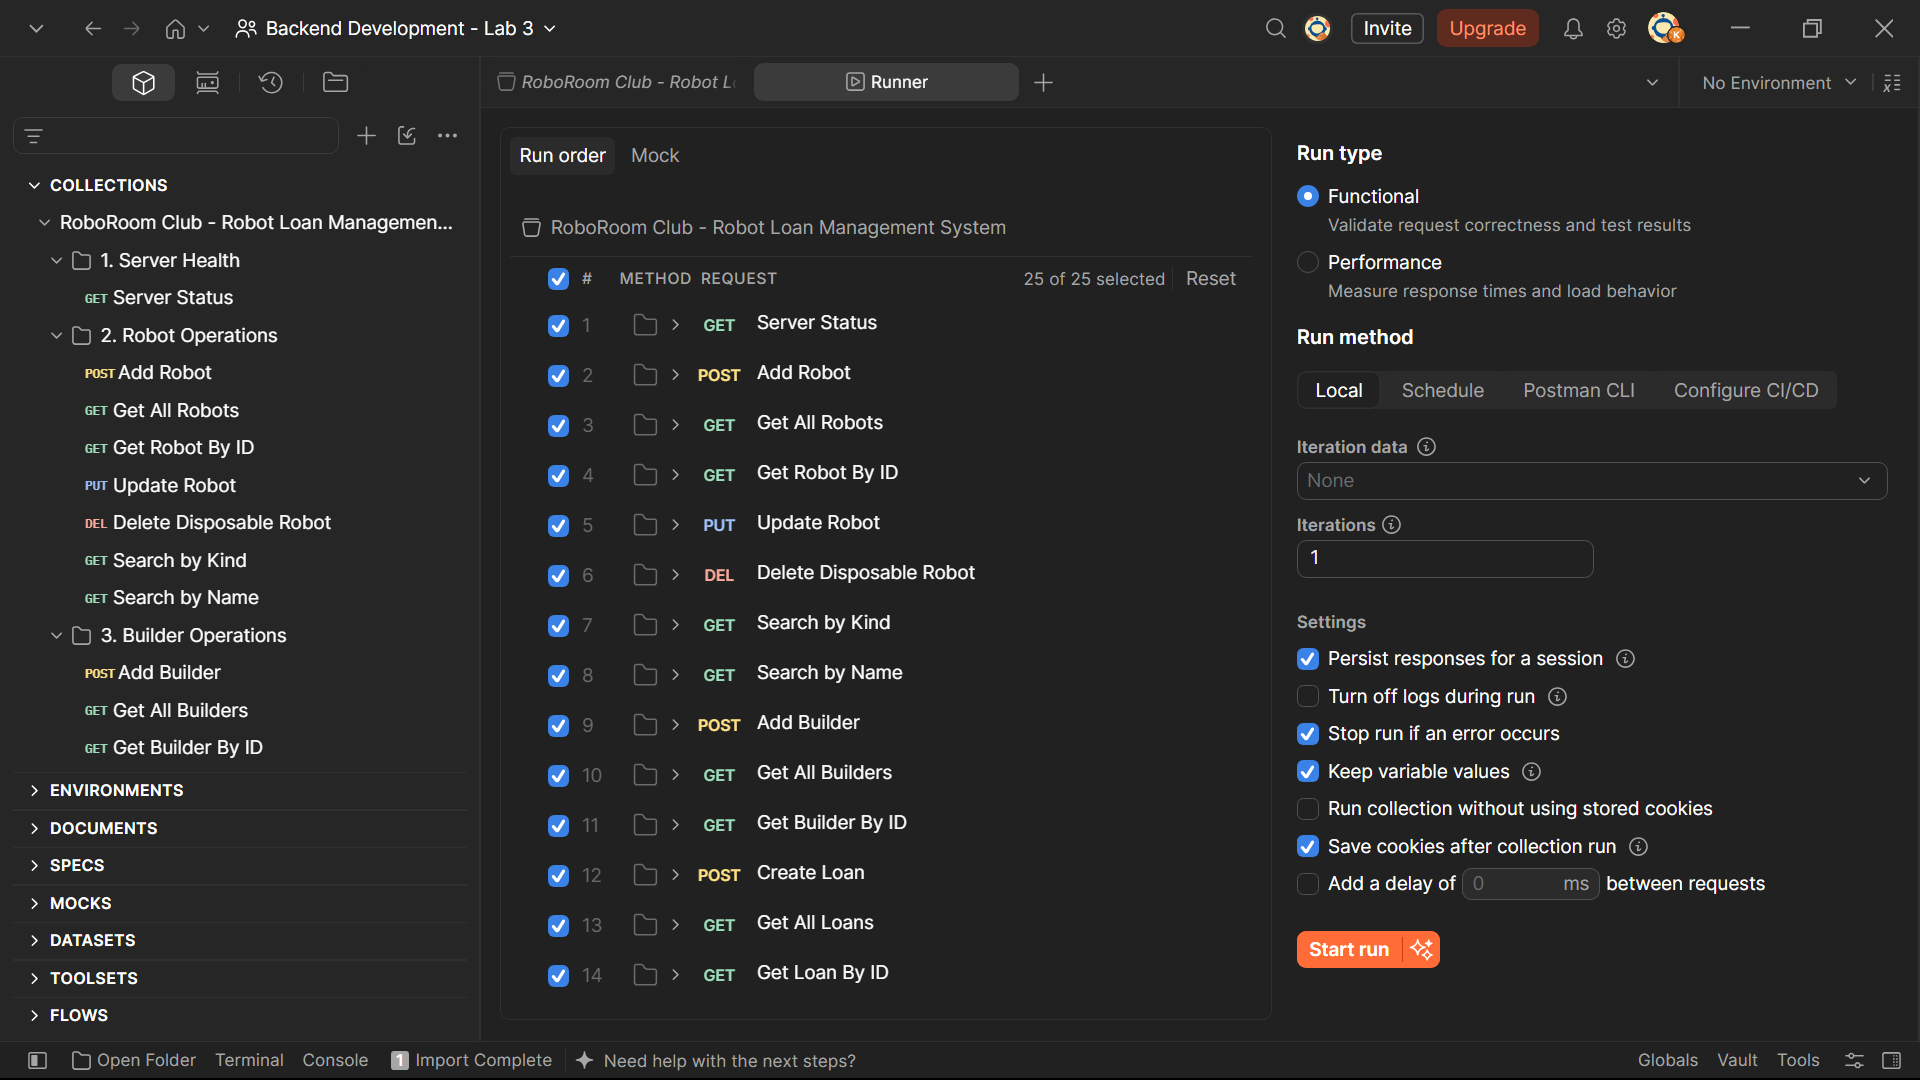 Backend Development - Lab 3
Invite
Upgrade
RoboRoom Club - Robot L
Runner
No Environment
COLLECTIONS
RoboRoom Club - Robot Loan Managemen...
1. Server Health
GET Server Status
2. Robot Operations
POST Add Robot
GET Get All Robots
GET Get Robot By ID
PUT Update Robot
DEL Delete Disposable Robot
GET Search by Kind
GET Search by Name
3. Builder Operations
POST Add Builder
GET Get All Builders
GET Get Builder By ID
ENVIRONMENTS
DOCUMENTS
SPECS
MOCKS
DATASETS
TOOLSETS
FLOWS
Run order Mock
RoboRoom Club - Robot Loan Management System
# METHOD REQUEST 25 of 25 selected Reset
1 GET Server Status
2 POST Add Robot
3 GET Get All Robots
4 GET Get Robot By ID
5 PUT Update Robot
6 DEL Delete Disposable Robot
7 GET Search by Kind
8 GET Search by Name
9 POST Add Builder
10 GET Get All Builders
11 GET Get Builder By ID
12 POST Create Loan
13 GET Get All Loans
14 GET Get Loan By ID
Run type
Functional
Validate request correctness and test results
Performance
Measure response times and load behavior
Run method
Local Schedule Postman CLI Configure CI/CD
Iteration data
None
Iterations
1
Settings
Persist responses for a session
Turn off logs during run
Stop run if an error occurs
Keep variable values
Run collection without using stored cookies
Save cookies after collection run
Add a delay of 0 ms between requests
Start run
Open Folder Terminal Console 1 Import Complete Need help with the next steps? Globals Vault Tools